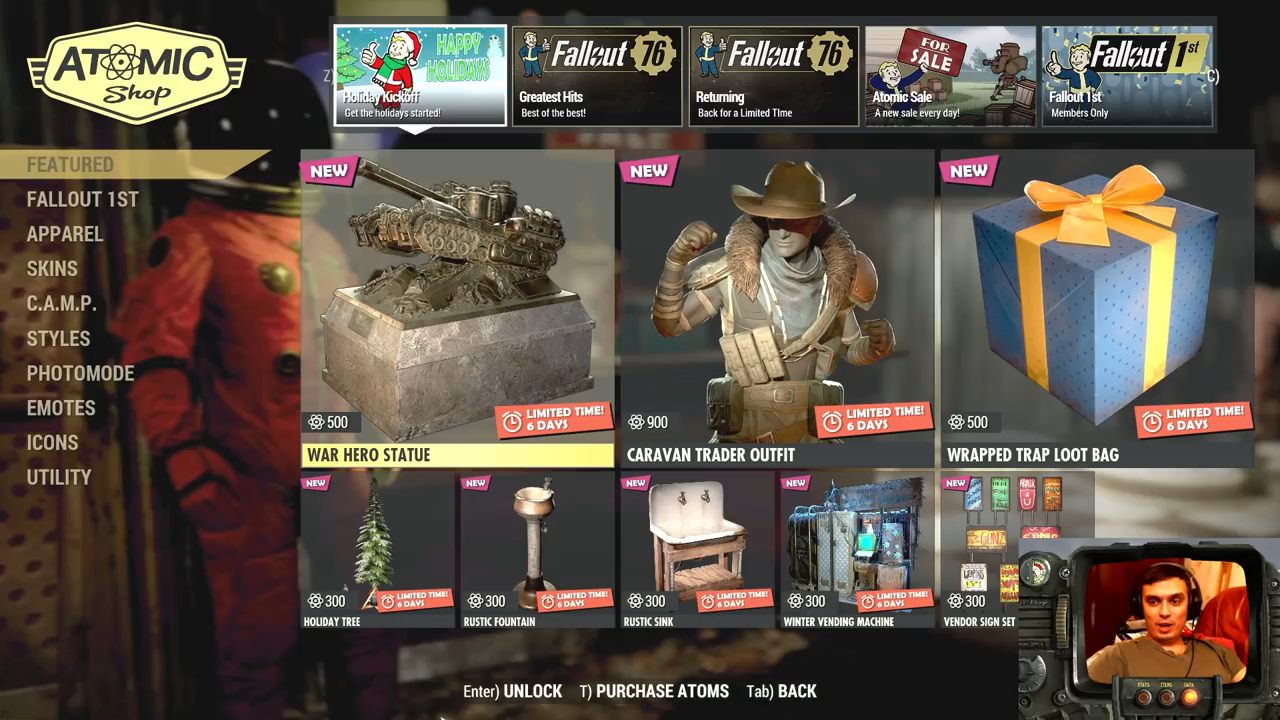 ATOMIC
Shop
Z)
HAPPY
HOLIDAYS
Holiday Kickoff
Get the holidays started!
Fallout 76
Greatest Hits
Best of the best!
Fallout 76
Returning
Back for a Limited TIme
FOR
SALE
Atomic Sale
A new sale every day!
Fallout 1st
Fallout 1st
Members Only
C)
FEATURED
FALLOUT 1ST
APPAREL
SKINS
C.A.M.P.
STYLES
PHOTOMODE
EMOTES
ICONS
UTILITY
NEW
500
LIMITED TIME!
6 DAYS
WAR HERO STATUE
NEW
900
LIMITED TIME!
6 DAYS
CARAVAN TRADER OUTFIT
NEW
500
LIMITED TIME!
6 DAYS
WRAPPED TRAP LOOT BAG
NEW
300
LIMITED TIME!
6 DAYS
HOLIDAY TREE
NEW
300
LIMITED TIME!
6 DAYS
RUSTIC FOUNTAIN
NEW
300
LIMITED TIME!
6 DAYS
RUSTIC SINK
NEW
300
LIMITED TIME!
6 DAYS
WINTER VENDING MACHINE
NEW
300
VENDOR SIGN SET
STATS
ITEMS
DATA
Enter) UNLOCK T) PURCHASE ATOMS Tab) BACK